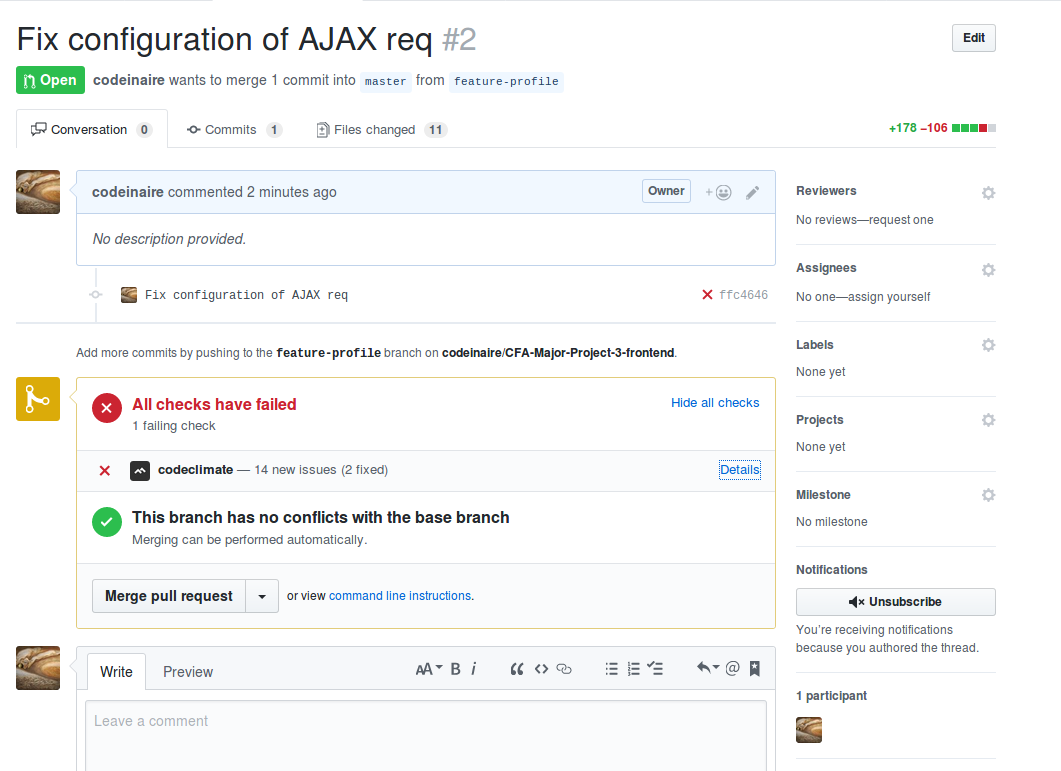 Fix configuration of AJAX req #2
Edit
Open codeinaire wants to merge 1 commit into master from feature-profile
Conversation 0 Commits 1 Files changed 11
+178 −106
codeinaire commented 2 minutes ago
Owner
No description provided.
Fix configuration of AJAX req
ffc4646
Add more commits by pushing to the feature-profile branch on codeinaire/CFA-Major-Project-3-frontend.
All checks have failed
Hide all checks
1 failing check
codeclimate — 14 new issues (2 fixed)
Details
This branch has no conflicts with the base branch
Merging can be performed automatically.
Merge pull request
or view command line instructions.
Write Preview
AA B i
Leave a comment
Reviewers
No reviews—request one
Assignees
No one—assign yourself
Labels
None yet
Projects
None yet
Milestone
No milestone
Notifications
Unsubscribe
You’re receiving notifications
because you authored the thread.
1 participant